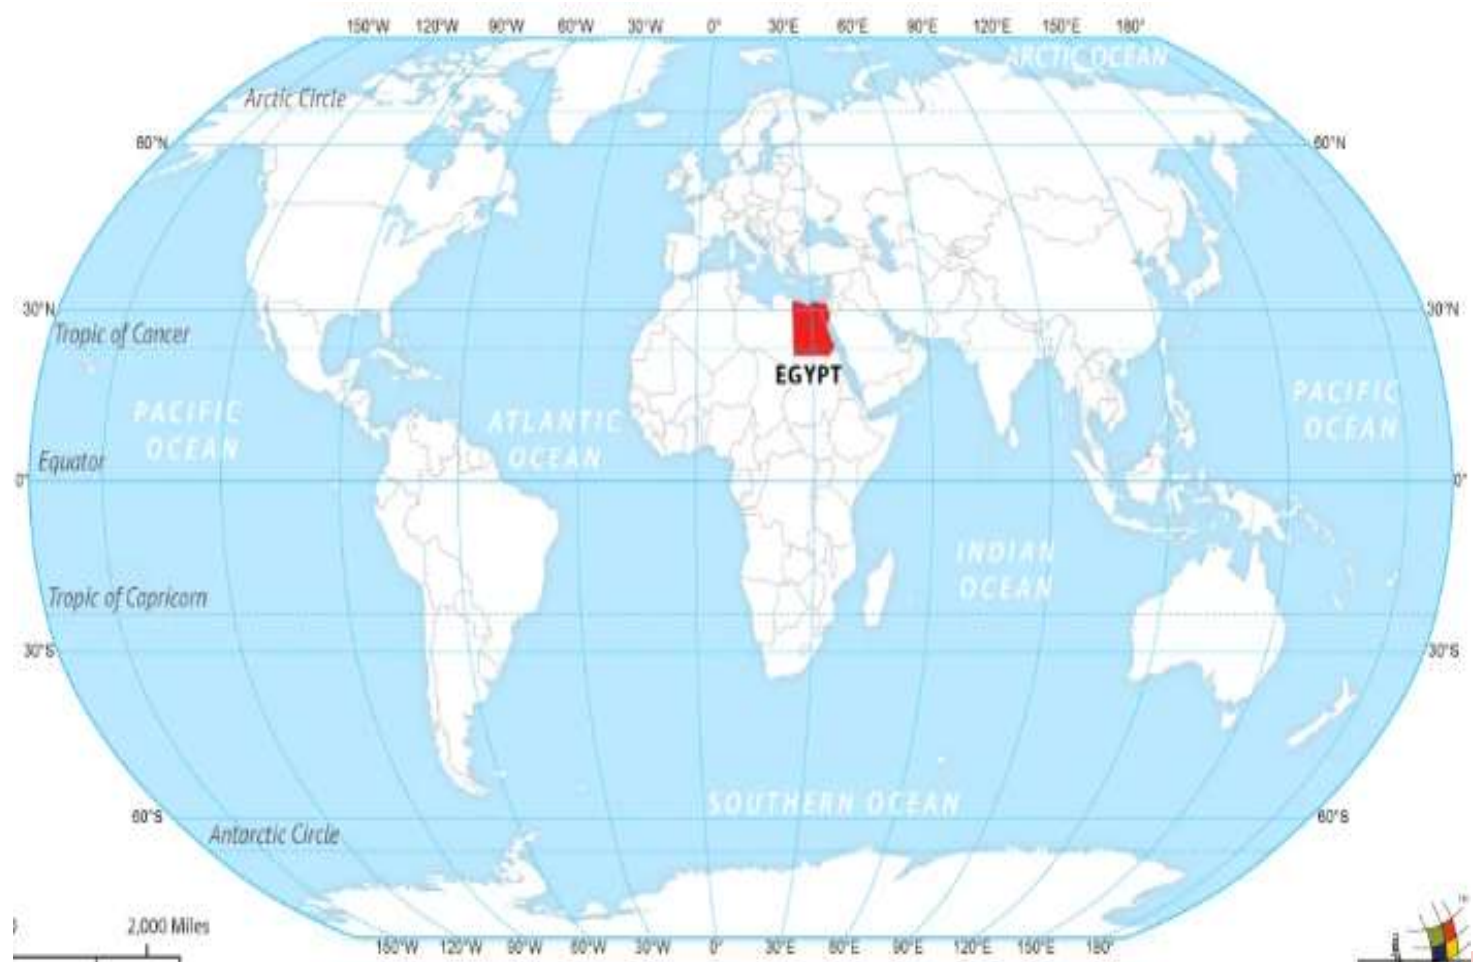 150°W 120°W 90°W 60°W 30°W 0° 30°E 60°E 90°E 120°E 150°E 180°
ARCTIC OCEAN
Arctic Circle
60°N 60°N
30°N 30°N
Tropic of Cancer
EGYPT
PACIFIC
OCEAN
ATLANTIC
OCEAN
PACIFIC
OCEAN
Equator
0° 0°
INDIAN
OCEAN
Tropic of Capricorn
30°S 30°S
SOUTHERN OCEAN
60°S 60°S
Antarctic Circle
2,000 Miles
150°W 120°W 90°W 60°W 30°W 0° 30°E 60°E 90°E 120°E 150°E 180°